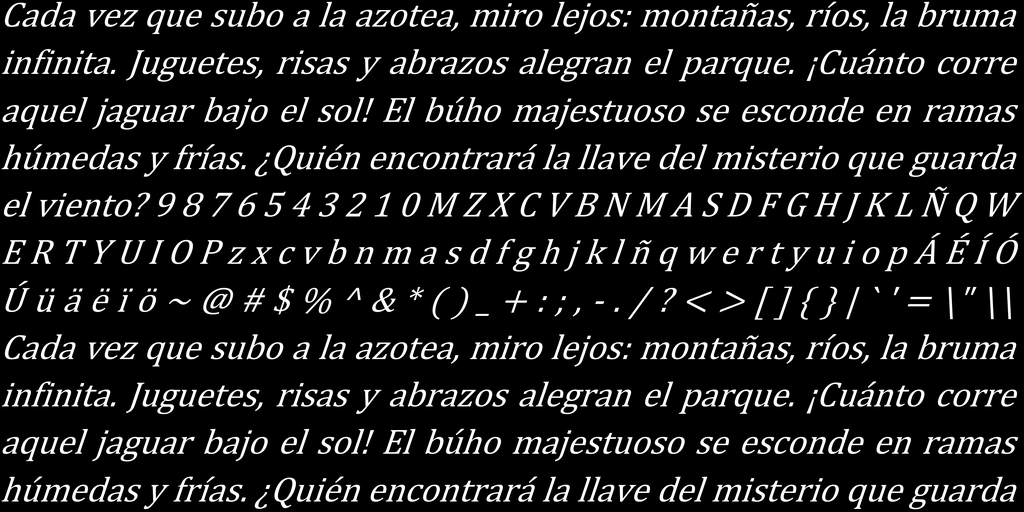 Cada vez que subo a la azotea, miro lejos: montañas, ríos, la bruma
infinita. Juguetes, risas y abrazos alegran el parque. ¡Cuánto corre
aquel jaguar bajo el sol! El búho majestuoso se esconde en ramas
húmedas y frías. ¿Quién encontrará la llave del misterio que guarda
el viento? 9 8 7 6 5 4 3 2 1 0 M Z X C V B N M A S D F G H J K L Ñ Q W
E R T Y U I O P z x c v b n m a s d f g h j k l ñ q w e r t y u i o p Á É Í Ó
Ú ü ä ë ï ö ~ @ # $ % ^ & * ( ) _ + : ; , - . / ? < > [ ] { } | ` ' = \ " \ \
Cada vez que subo a la azotea, miro lejos: montañas, ríos, la bruma
infinita. Juguetes, risas y abrazos alegran el parque. ¡Cuánto corre
aquel jaguar bajo el sol! El búho majestuoso se esconde en ramas
húmedas y frías. ¿Quién encontrará la llave del misterio que guarda